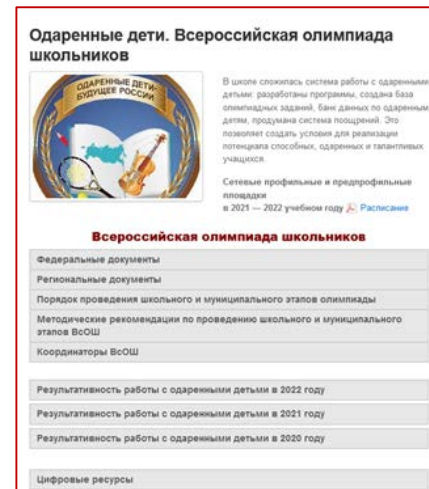 Одаренные дети. Всероссийская олимпиада
школьников
ОДАРЕННЫЕ ДЕТИ-
БУДУЩЕЕ РОССИИ
В школе сложилась система работы с одаренными
детьми: разработаны программы, создана база
олимпиадных заданий, банк данных по одаренным
детям, продумана система поощрений. Это
позволяет создать условия для реализации
потенциала способных, одаренных и талантливых
учащихся.
Сетевые профильные и предпрофильные
площадки
в 2021 — 2022 учебном году Расписание
Всероссийская олимпиада школьников
Федеральные документы
Региональные документы
Порядок проведения школьного и муниципального этапов олимпиады
Методические рекомендации по проведению школьного и муниципального
этапов ВсОШ
Координаторы ВсОШ
Результативность работы с одаренными детьми в 2022 году
Результативность работы с одаренными детьми в 2021 году
Результативность работы с одаренными детьми в 2020 году
Цифровые ресурсы